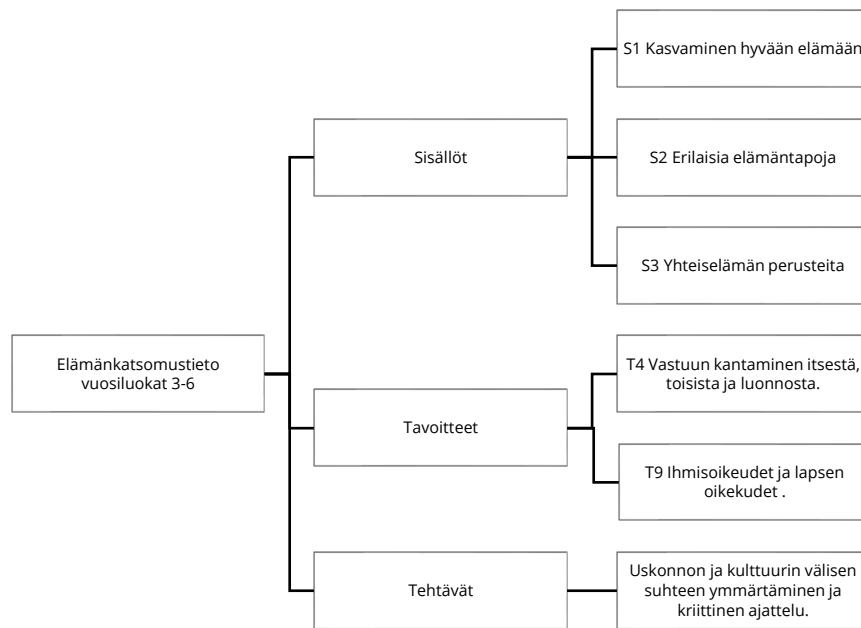 S1 Kasvaminen hyvään elämään
Sisällöt
S2 Erilaisia elämäntapoja
S3 Yhteiselämän perusteita
Elämänkatsomustieto
vuosiluokat 3-6
T4 Vastuun kantaminen itsestä,
toisista ja luonnosta.
Tavoitteet
T9 Ihmisoikeudet ja lapsen
oikekudet .
Tehtävät
Uskonnon ja kulttuurin välisen
suhteen ymmärtäminen ja
kriittinen ajattelu.